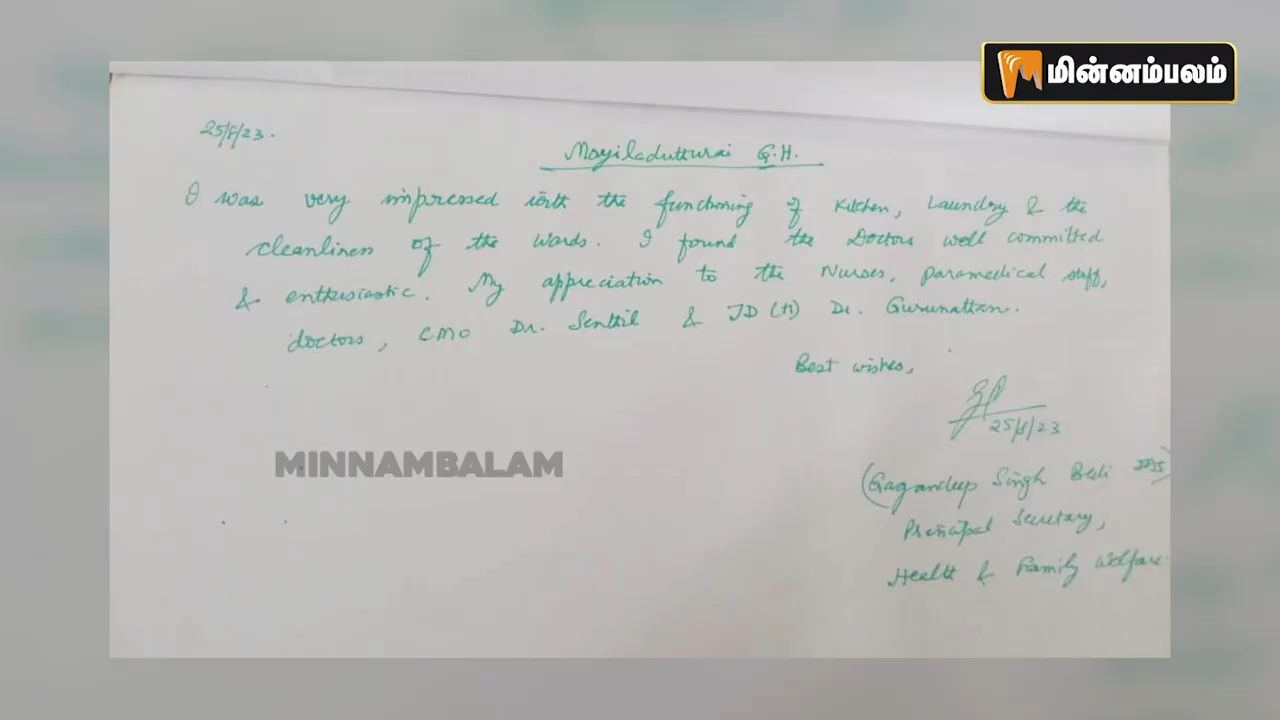 மின்னம்பலம்
25/8/23.
Mayiladuturai G.H.
I was very impressed with the functioning of Kitchen, Laundry & the
cleanliness of the wards. I found the Doctors well committed
& enthusiastic. My appreciation to the Nurses, paramedical staff,
doctors, CMO Dr. Senthil & JD (H) Dr. Gurunathan.
Best wishes,
25/8/23
MINNAMBALAM
(Gagandeep Singh Bedi IAS)
Principal Secretary,
Health & Family Welfare.